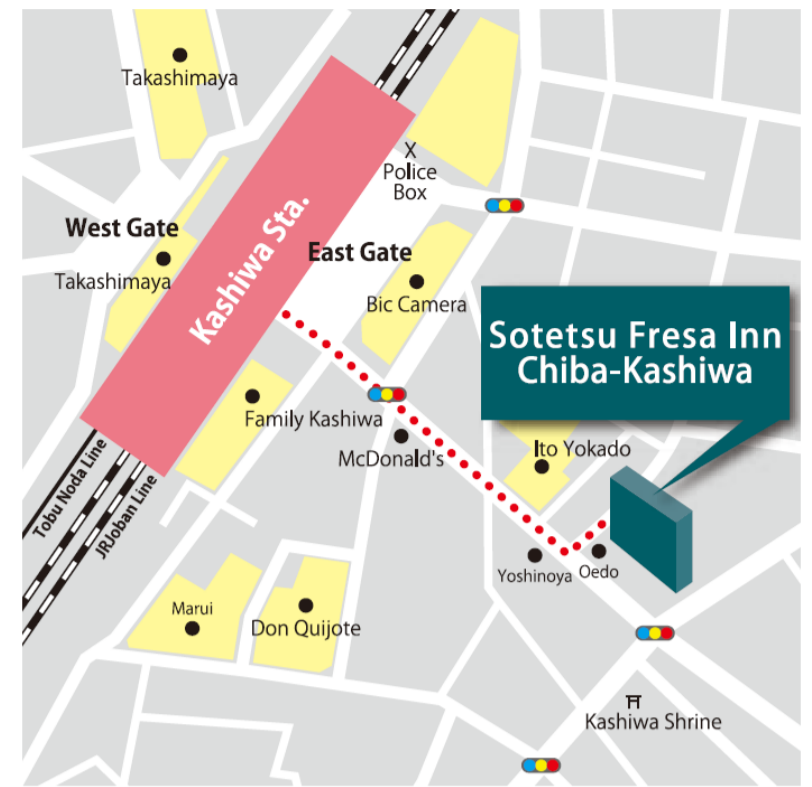 Takashimaya
X
Police
Box
West Gate
Kashiwa Sta.
East Gate
Takashimaya
Bic Camera
Sotetsu Fresa Inn
Chiba-Kashiwa
Family Kashiwa
McDonald's
Ito Yokado
Tobu Noda Line
JRJoban Line
Yoshinoya
Oedo
Marui
Don Quijote
Kashiwa Shrine